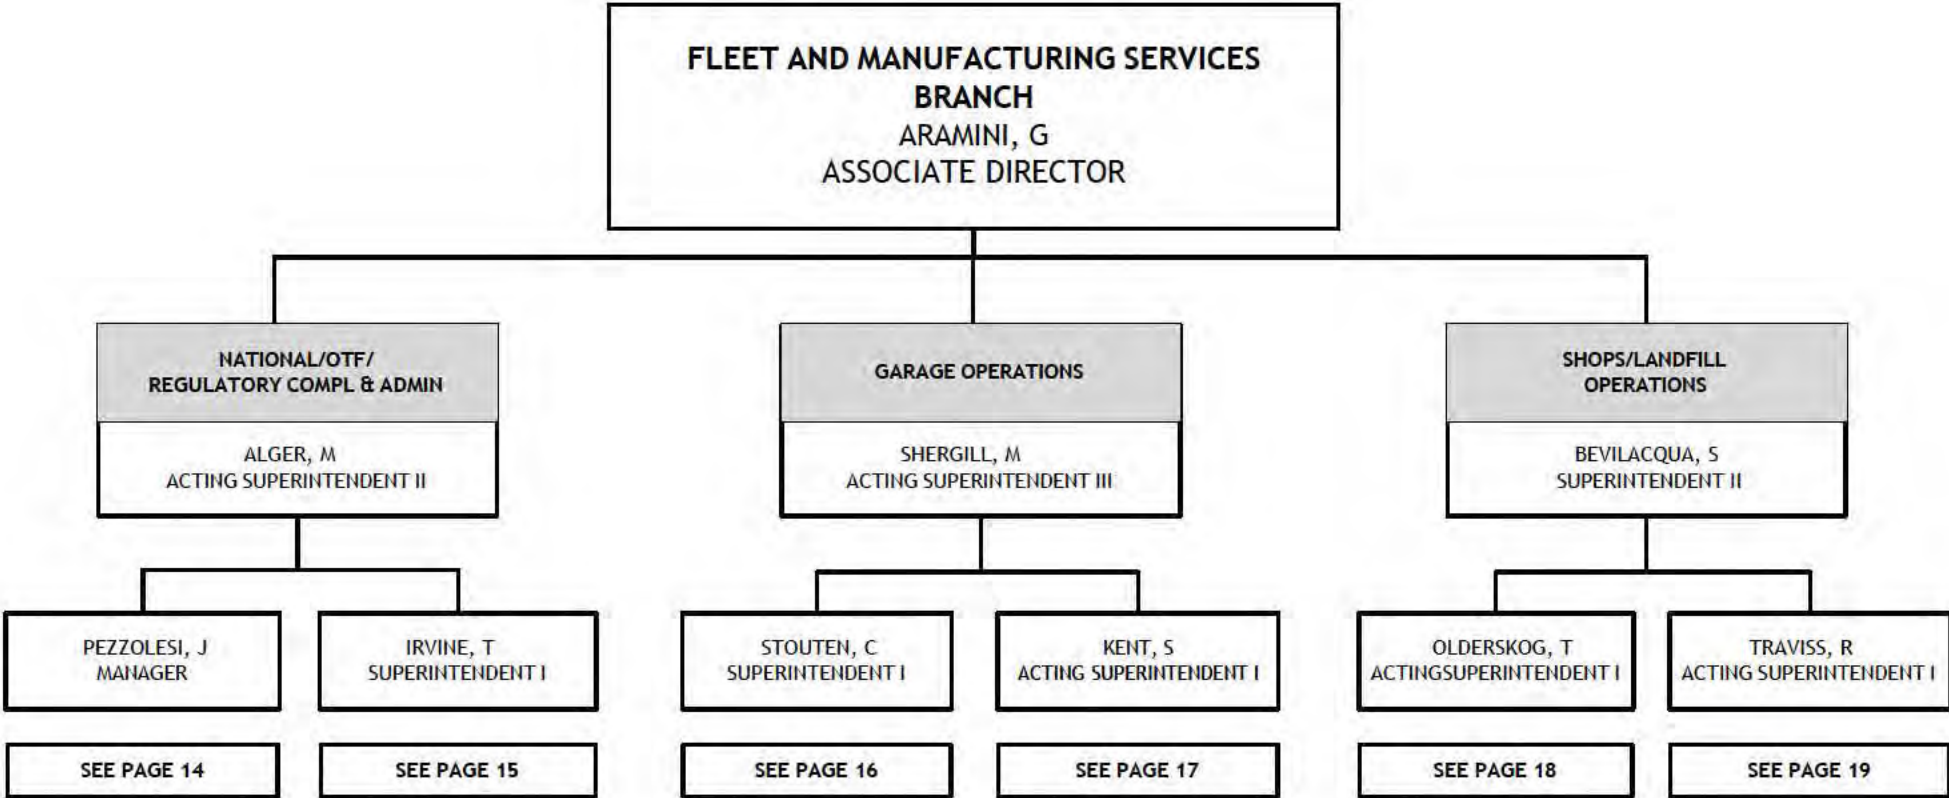 FLEET AND MANUFACTURING SERVICES
BRANCH
ARAMINI, G
ASSOCIATE DIRECTOR
NATIONAL/OTF/
REGULATORY COMPL & ADMIN
ALGER, M
ACTING SUPERINTENDENT II
GARAGE OPERATIONS
SHERGILL, M
ACTING SUPERINTENDENT III
SHOPS/LANDFILL
OPERATIONS
BEVILACQUA, S
SUPERINTENDENT II
PEZZOLESI, J
MANAGER
IRVINE, T
SUPERINTENDENT I
STOUTEN, C
SUPERINTENDENT I
KENT, S
ACTING SUPERINTENDENT I
OLDERSKOG, T
ACTINGSUPERINTENDENT I
TRAVISS, R
ACTING SUPERINTENDENT I
SEE PAGE 14
SEE PAGE 15
SEE PAGE 16
SEE PAGE 17
SEE PAGE 18
SEE PAGE 19